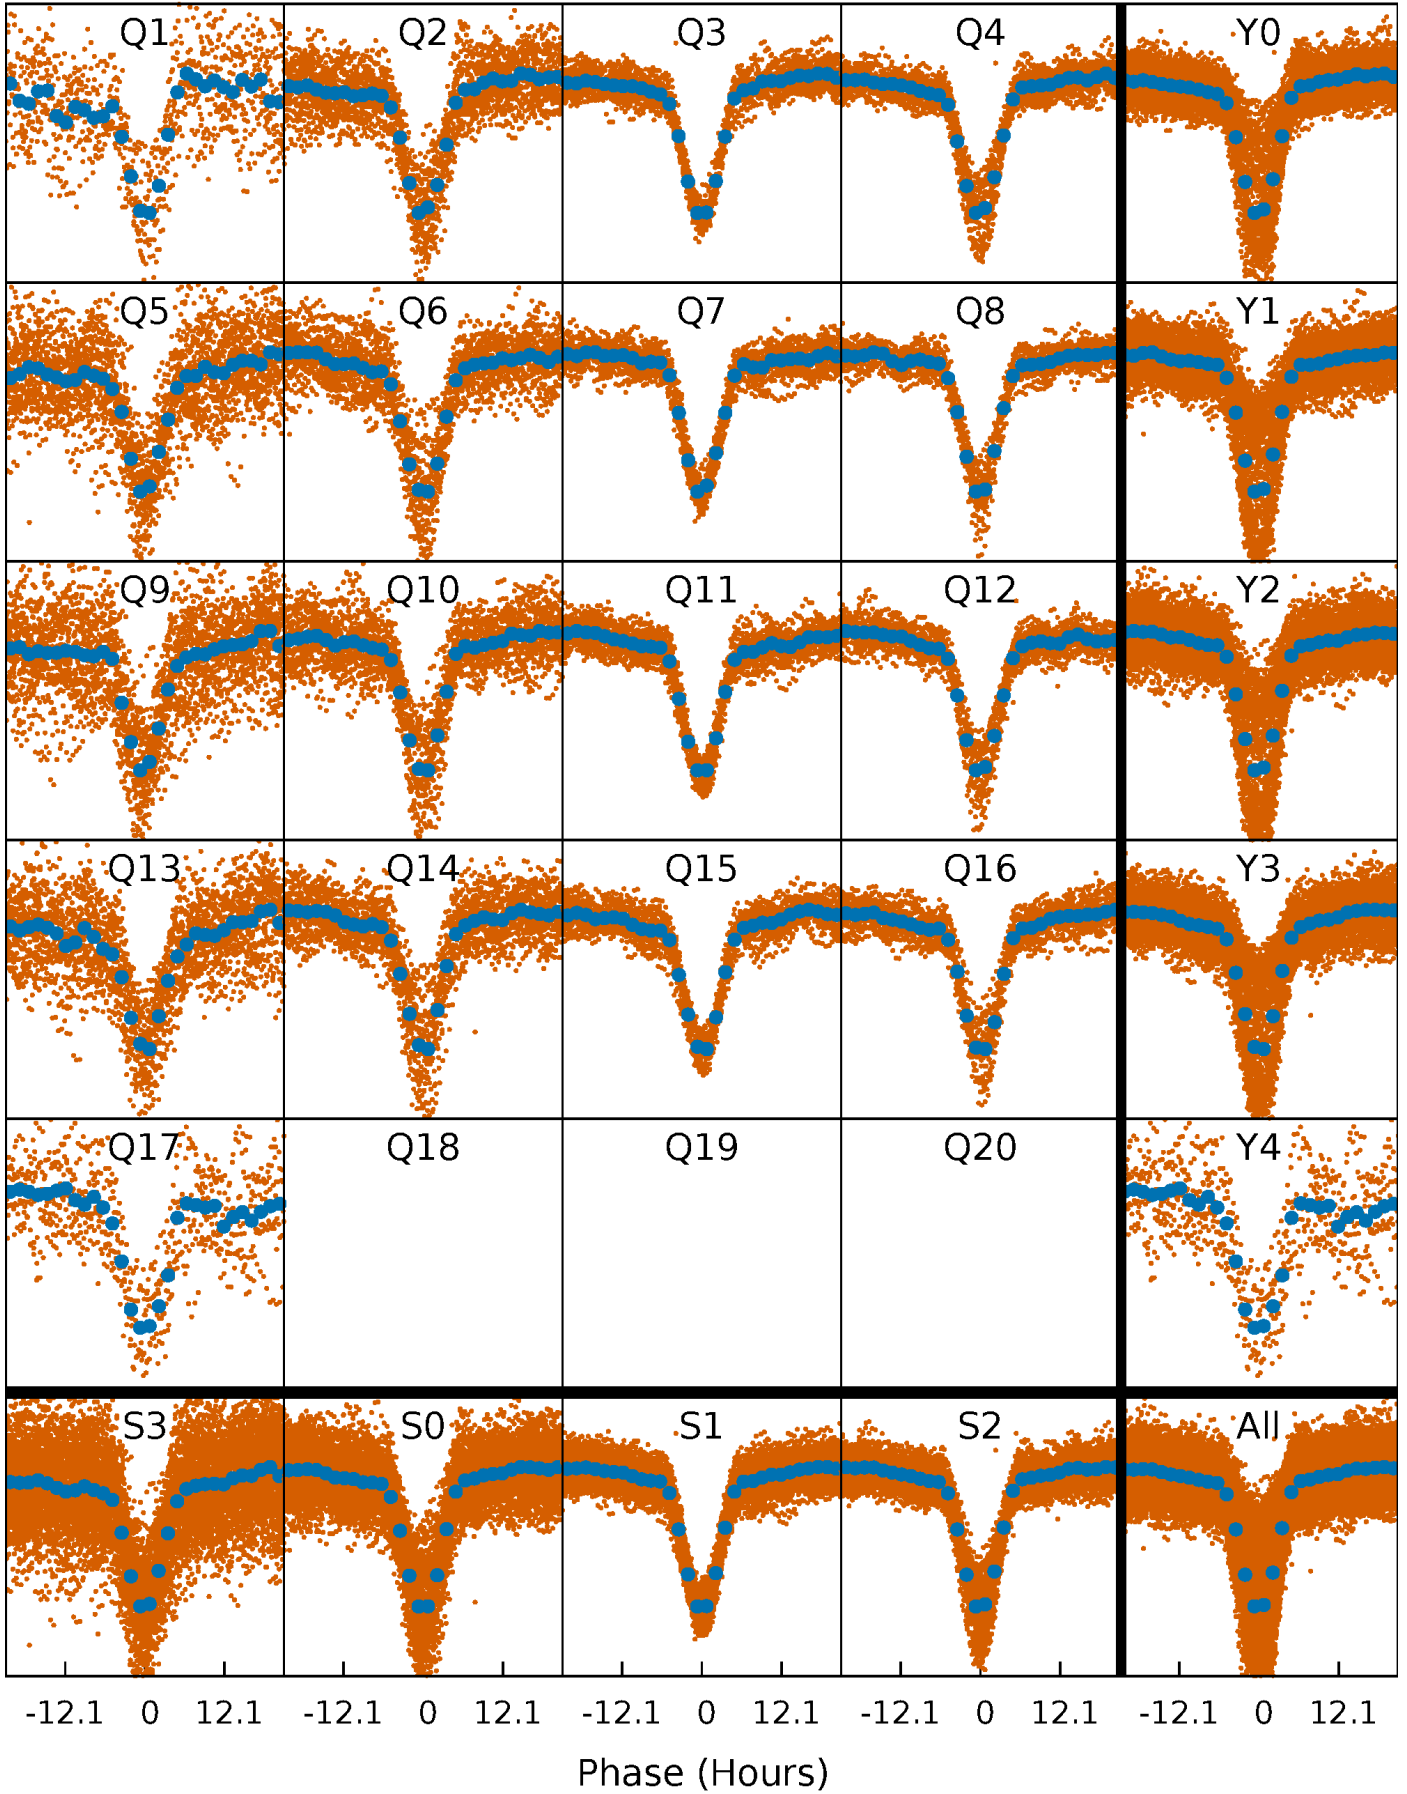 Q1 Q2 Q3 Q4 Y0
Q5 Q6 Q7 Q8 Y1
Q9 Q10 Q11 Q12 Y2
Q13 Q14 Q15 Q16 Y3
Q17 Q18 Q19 Q20 Y4
S3 S0 S1 S2 All
-12.1 0 12.1 -12.1 0 12.1 -12.1 0 12.1 -12.1 0 12.1 -12.1 0 12.1
Phase (Hours)